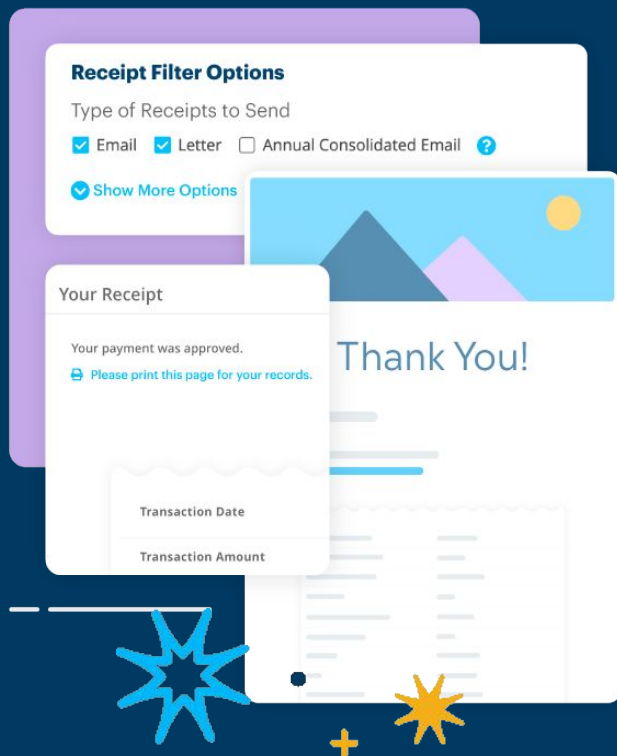 Receipt Filter Options
Type of Receipts to Send
Email Letter Annual Consolidated Email ?
Show More Options
Your Receipt
Your payment was approved.
Please print this page for your records.
Transaction Date
Transaction Amount
Thank You!